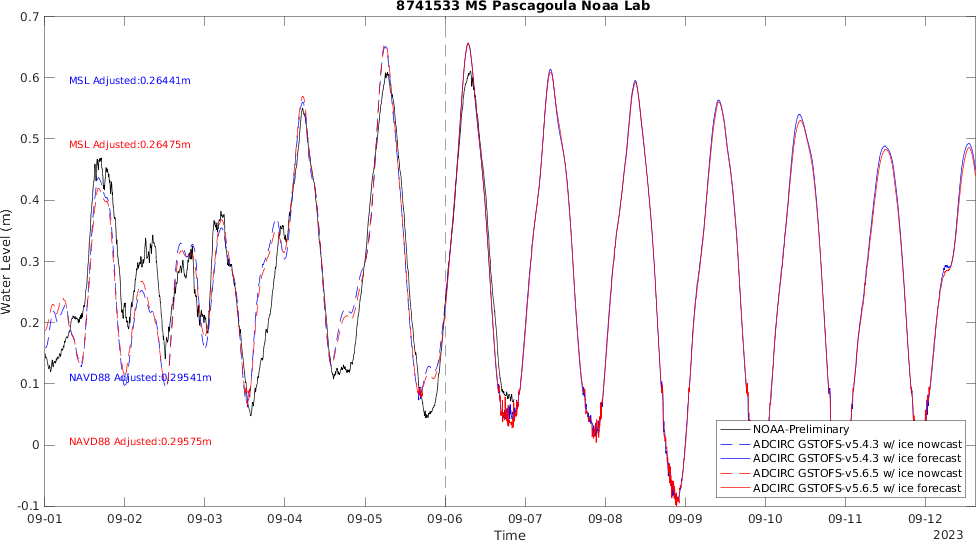 8741533 MS Pascagoula Noaa Lab
0.7
0.6
0.5
0.4
0.3
0.2
0.1
0
-0.1
Water Level (m)
MSL Adjusted:0.26441m
MSL Adjusted:0.26475m
NAVD88 Adjusted:0.29541m
NAVD88 Adjusted:0.29575m
NOAA-Preliminary
ADCIRC GSTOFS-v5.4.3 w/ ice nowcast
ADCIRC GSTOFS-v5.4.3 w/ ice forecast
ADCIRC GSTOFS-v5.6.5 w/ ice nowcast
ADCIRC GSTOFS-v5.6.5 w/ ice forecast
09-01 09-02 09-03 09-04 09-05 09-06 09-07 09-08 09-09 09-10 09-11 09-12
Time
2023